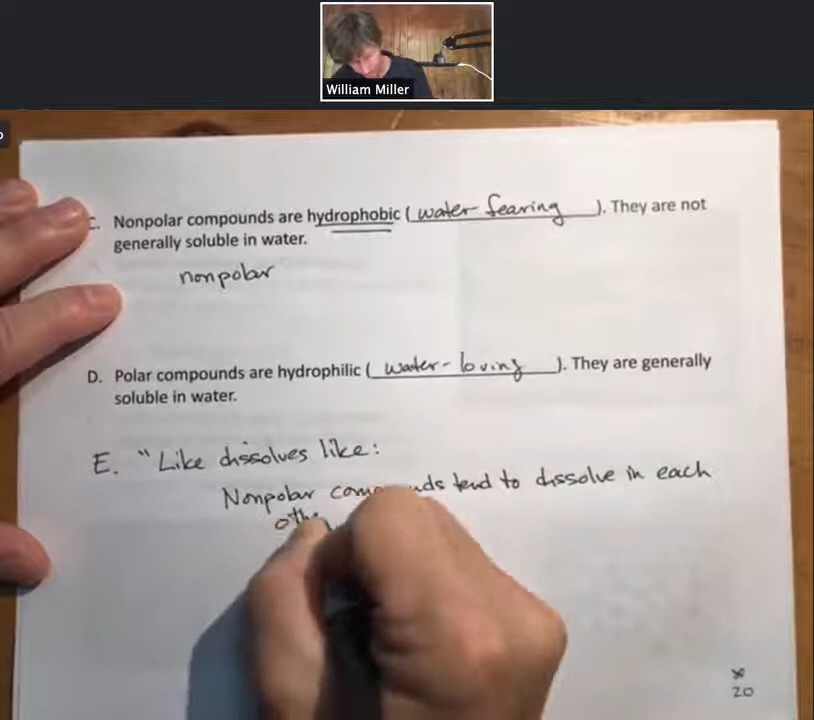 William Miller
C. Nonpolar compounds are hydrophobic ( water-fearing ). They are not
generally soluble in water.
nonpolar
D. Polar compounds are hydrophilic ( water-loving ). They are generally
soluble in water.
E. "Like dissolves like:
Nonpolar tend to dissolve in each
20